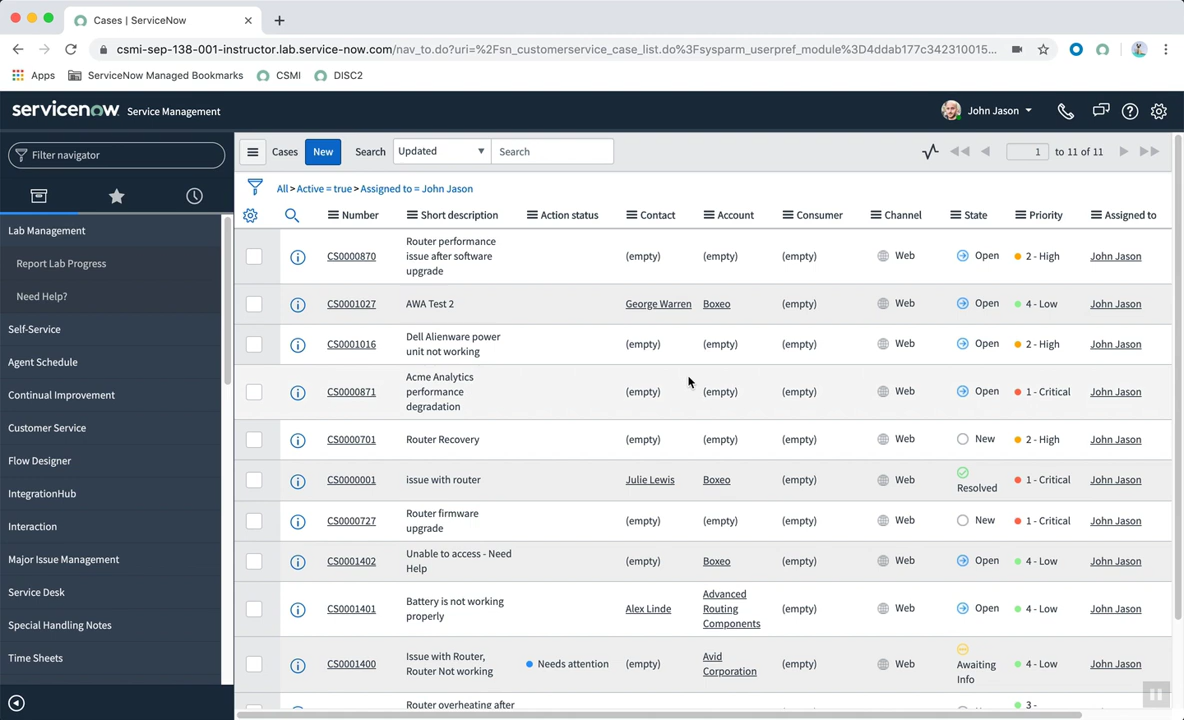 Cases | ServiceNow
csmi-sep-138-001-instructor.lab.service-now.com/nav_to.do?uri=%2Fsn_customerservice_case_list.do%3Fsysparm_userpref_module%3D4ddab177c342310015...
Apps ServiceNow Managed Bookmarks CSMI DISC2
servicenow Service Management
John Jason
Filter navigator
Lab Management
Report Lab Progress
Need Help?
Self-Service
Agent Schedule
Continual Improvement
Customer Service
Flow Designer
IntegrationHub
Interaction
Major Issue Management
Service Desk
Special Handling Notes
Time Sheets
Cases New Search Updated Search 1 to 11 of 11
All > Active = true > Assigned to = John Jason
Number Short description Action status Contact Account Consumer Channel State Priority Assigned to
CS0000870 Router performance issue after software upgrade (empty) (empty) (empty) Web Open 2 - High John Jason
CS0001027 AWA Test 2 George Warren Boxeo (empty) Web Open 4 - Low John Jason
CS0001016 Dell Alienware power unit not working (empty) (empty) (empty) Web Open 2 - High John Jason
CS0000871 Acme Analytics performance degradation (empty) (empty) (empty) Web Open 1 - Critical John Jason
CS0000701 Router Recovery (empty) (empty) (empty) Web New 2 - High John Jason
CS0000001 issue with router Julie Lewis Boxeo (empty) Web Resolved 1 - Critical John Jason
CS0000727 Router firmware upgrade (empty) (empty) (empty) Web New 1 - Critical John Jason
CS0001402 Unable to access - Need Help (empty) Boxeo (empty) Web Open 4 - Low John Jason
CS0001401 Battery is not working properly Alex Linde Advanced Routing Components (empty) Web Open 4 - Low John Jason
CS0001400 Issue with Router, Router Not working Needs attention (empty) Avid Corporation (empty) Web Awaiting Info 4 - Low John Jason
Router overheating after 3 -